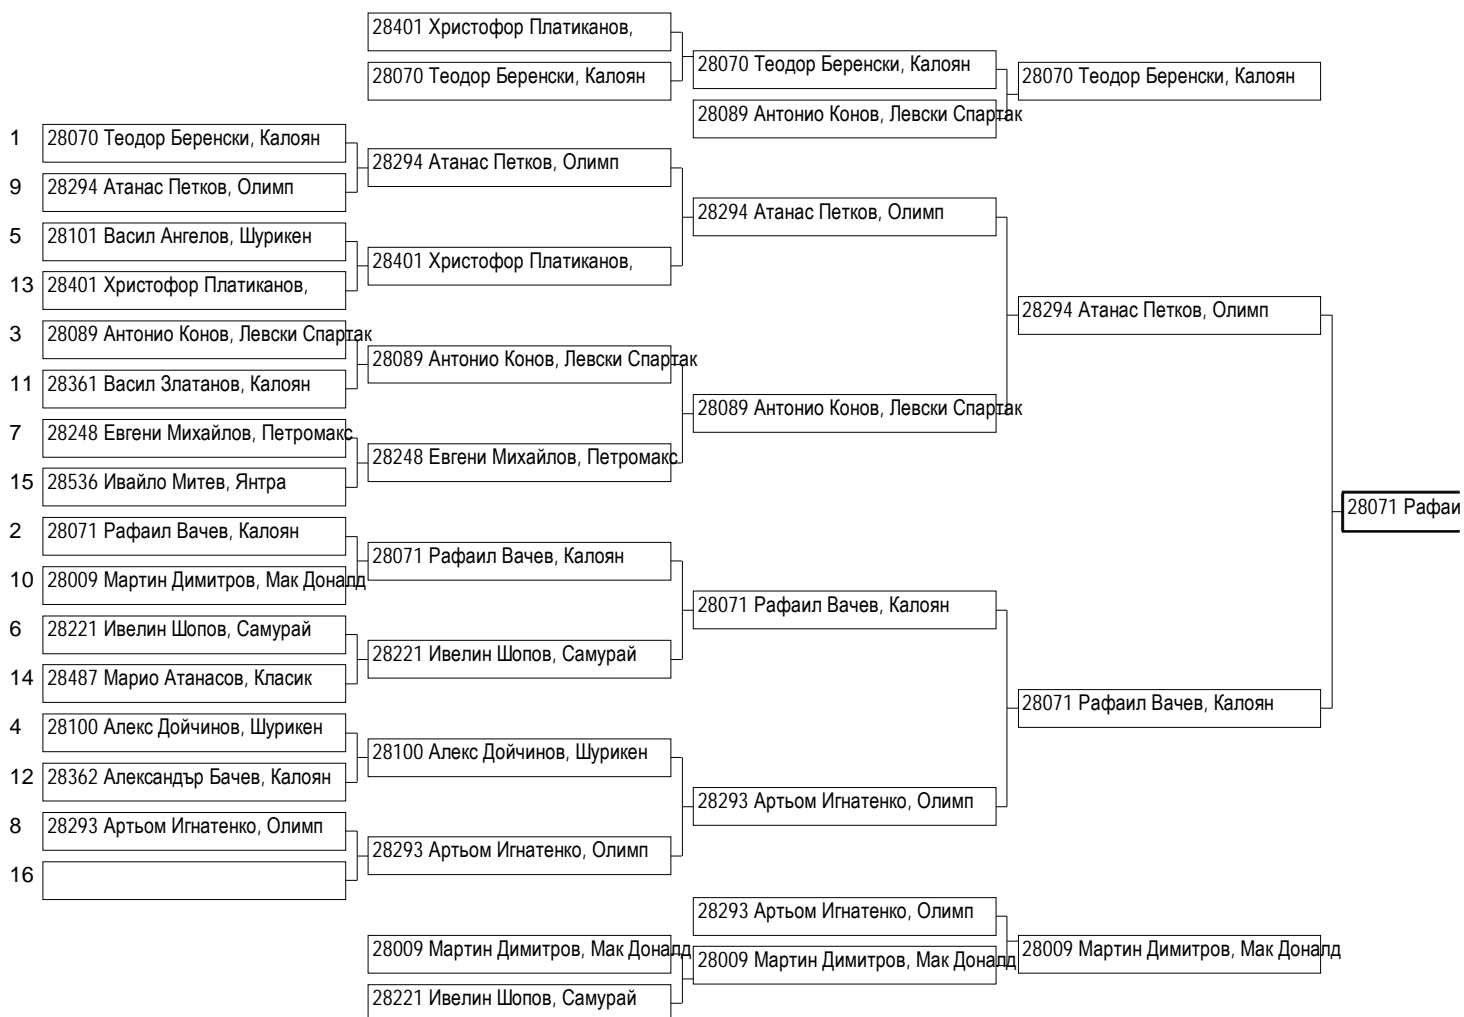 28401 Христофор Платиканов,
28070 Теодор Беренски, Калоян
28070 Теодор Беренски, Калоян
28070 Теодор Беренски, Калоян
28089 Антонио Конов, Левски Спартак
1 28070 Теодор Беренски, Калоян
28294 Атанас Петков, Олимп
9 28294 Атанас Петков, Олимп
28294 Атанас Петков, Олимп
5 28101 Васил Ангелов, Шурикен
28401 Христофор Платиканов,
13 28401 Христофор Платиканов,
28294 Атанас Петков, Олимп
3 28089 Антонио Конов, Левски Спартак
28089 Антонио Конов, Левски Спартак
11 28361 Васил Златанов, Калоян
28089 Антонио Конов, Левски Спартак
7 28248 Евгени Михайлов, Петромакс
28248 Евгени Михайлов, Петромакс
15 28536 Ивайло Митев, Янтра
28071 Рафаи
2 28071 Рафаил Вачев, Калоян
28071 Рафаил Вачев, Калоян
10 28009 Мартин Димитров, Мак Доналд
28071 Рафаил Вачев, Калоян
6 28221 Ивелин Шопов, Самурай
28221 Ивелин Шопов, Самурай
14 28487 Марио Атанасов, Класик
28071 Рафаил Вачев, Калоян
4 28100 Алекс Дойчинов, Шурикен
28100 Алекс Дойчинов, Шурикен
12 28362 Александър Бачев, Калоян
28293 Артьом Игнатенко, Олимп
8 28293 Артьом Игнатенко, Олимп
28293 Артьом Игнатенко, Олимп
16
28293 Артьом Игнатенко, Олимп
28009 Мартин Димитров, Мак Доналд
28009 Мартин Димитров, Мак Доналд
28009 Мартин Димитров, Мак Доналд
28221 Ивелин Шопов, Самурай